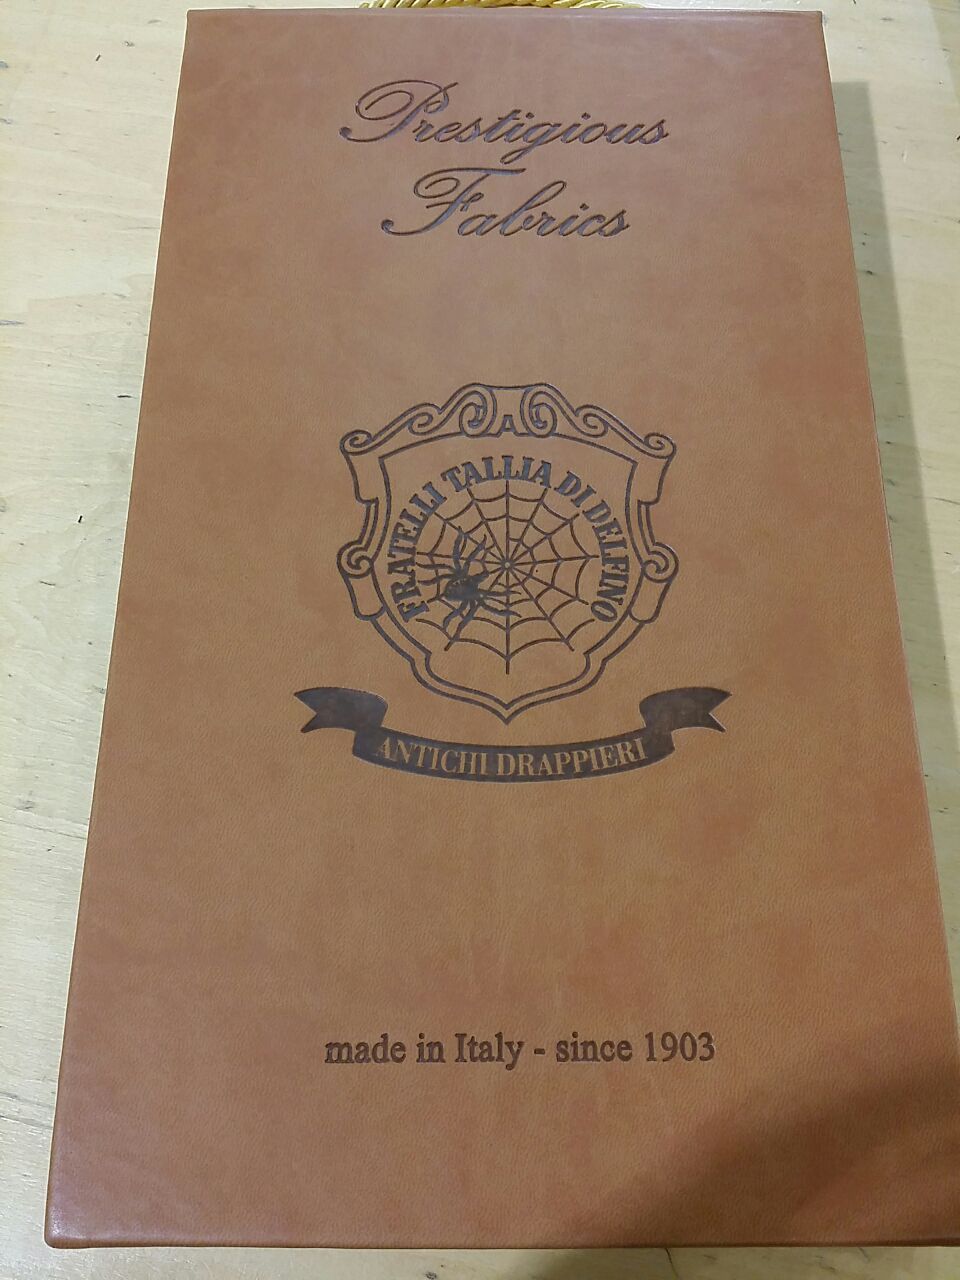 Prestigious
Fabrics
A
FRATELLI TALLIA DI DELFINO
ANTICHI DRAPPIERI
made in Italy - since 1903